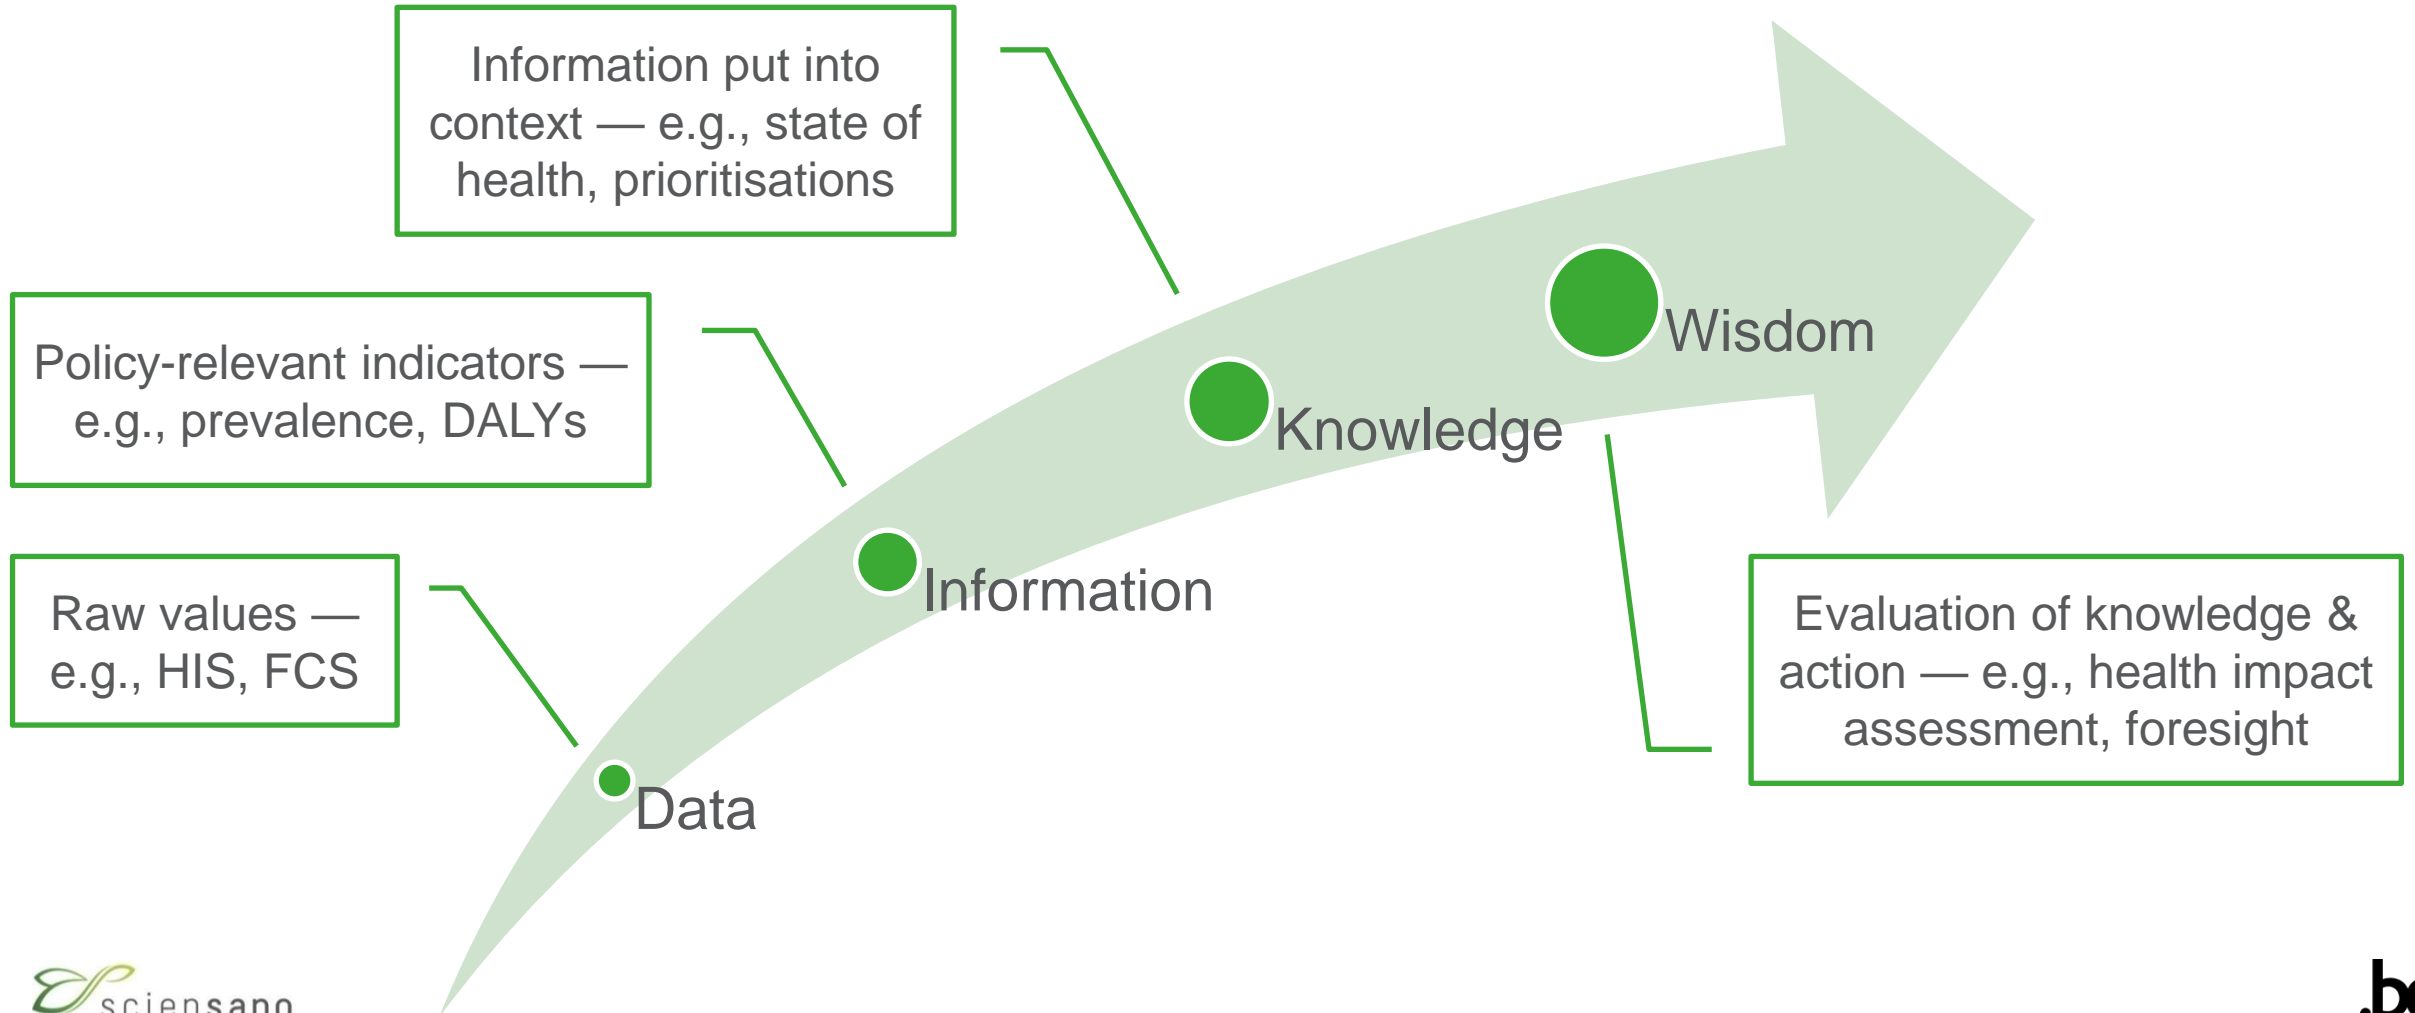 Information put into
context — e.g., state of
health, prioritisations
Policy-relevant indicators —
e.g., prevalence, DALYs
Raw values —
e.g., HIS, FCS
Wisdom
Knowledge
Information
Data
Evaluation of knowledge &
action — e.g., health impact
assessment, foresight
sciensano